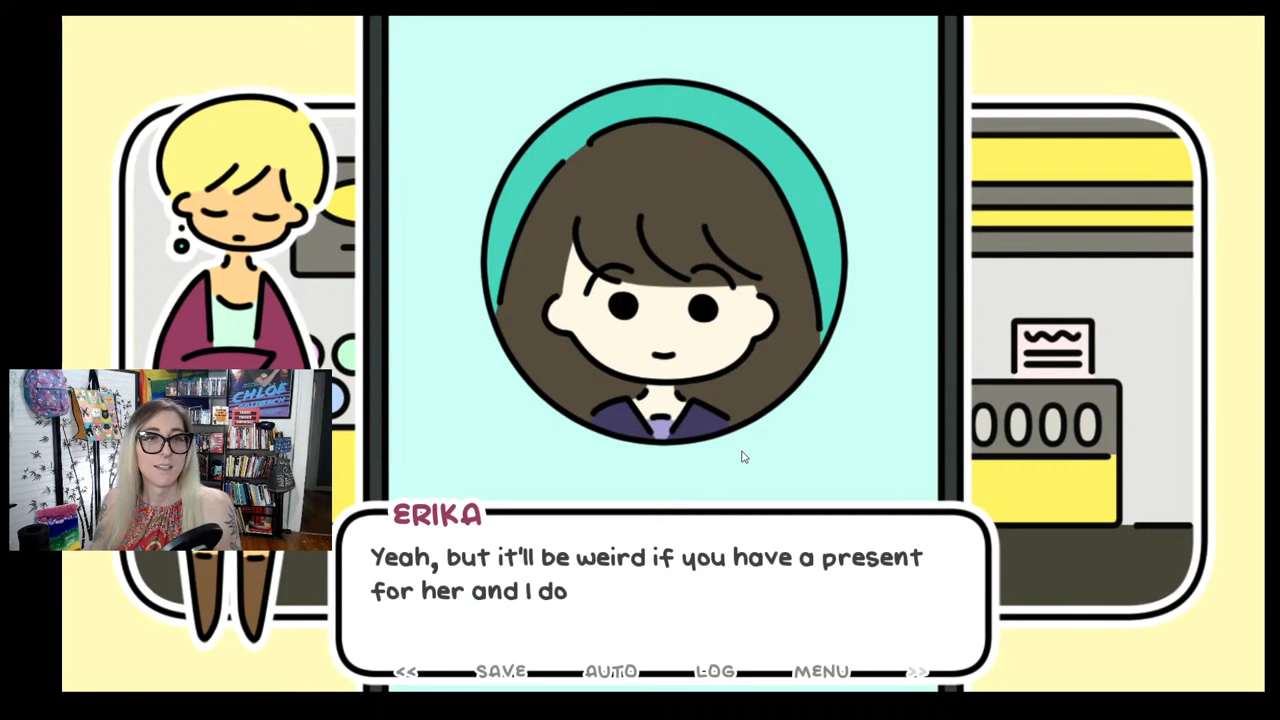 CHLOE
ERIKA
Yeah, but it'll be weird if you have a present
for her and I do
<< SAVE AUTO LOG MENU >>